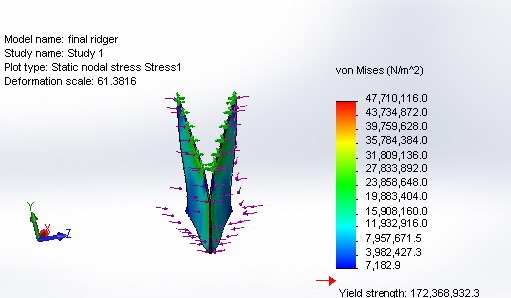 Model name: final ridger
Study name: Study 1
Plot type: Static nodal stress Stress1
Deformation scale: 61.3816
von Mises (N/m^2)
47,710,116.0
43,734,872.0
39,759,628.0
35,784,384.0
31,809,136.0
27,833,892.0
23,858,648.0
19,883,404.0
15,908,160.0
11,932,916.0
7,957,671.5
3,982,427.3
7,182.9
Yield strength: 172,368,932.3
Y
X
Z